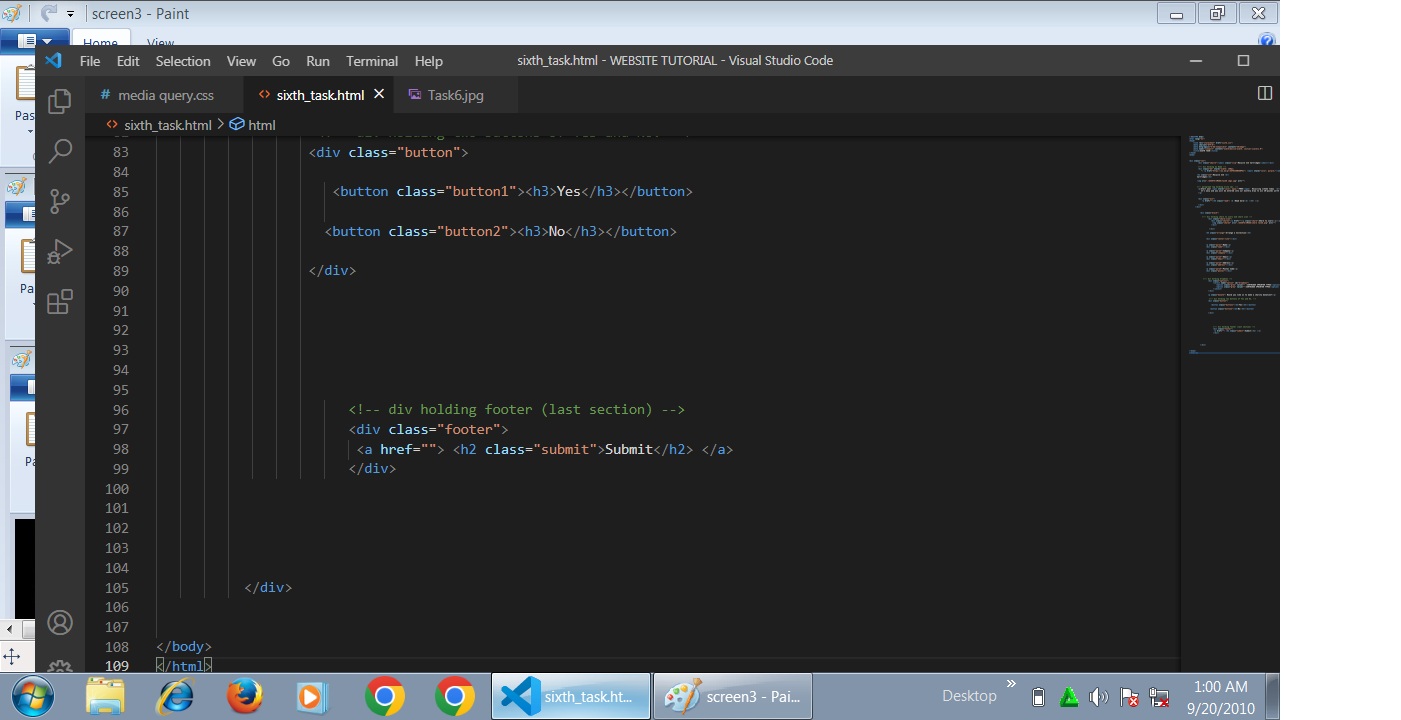 screen3 - Paint
Home View
File Edit Selection View Go Run Terminal Help sixth_task.html - WEBSITE TUTORIAL - Visual Studio Code
# media query.css <> sixth_task.html × Task6.jpg
<> sixth_task.html > html
Pas
Pa
Pa
83 <div class="button">
84
85 <button class="button1"><h3>Yes</h3></button>
86
87 <button class="button2"><h3>No</h3></button>
88
89 </div>
90
91
92
93
94
95
96 <!-- div holding footer (last section) -->
97 <div class="footer">
98 <a href=""> <h2 class="submit">Submit</h2> </a>
99 </div>
100
101
102
103
104
105 </div>
106
107
108 </body>
109 </html>
sixth_task.ht... screen3 - Pai... Desktop » 1:00 AM
9/20/2010